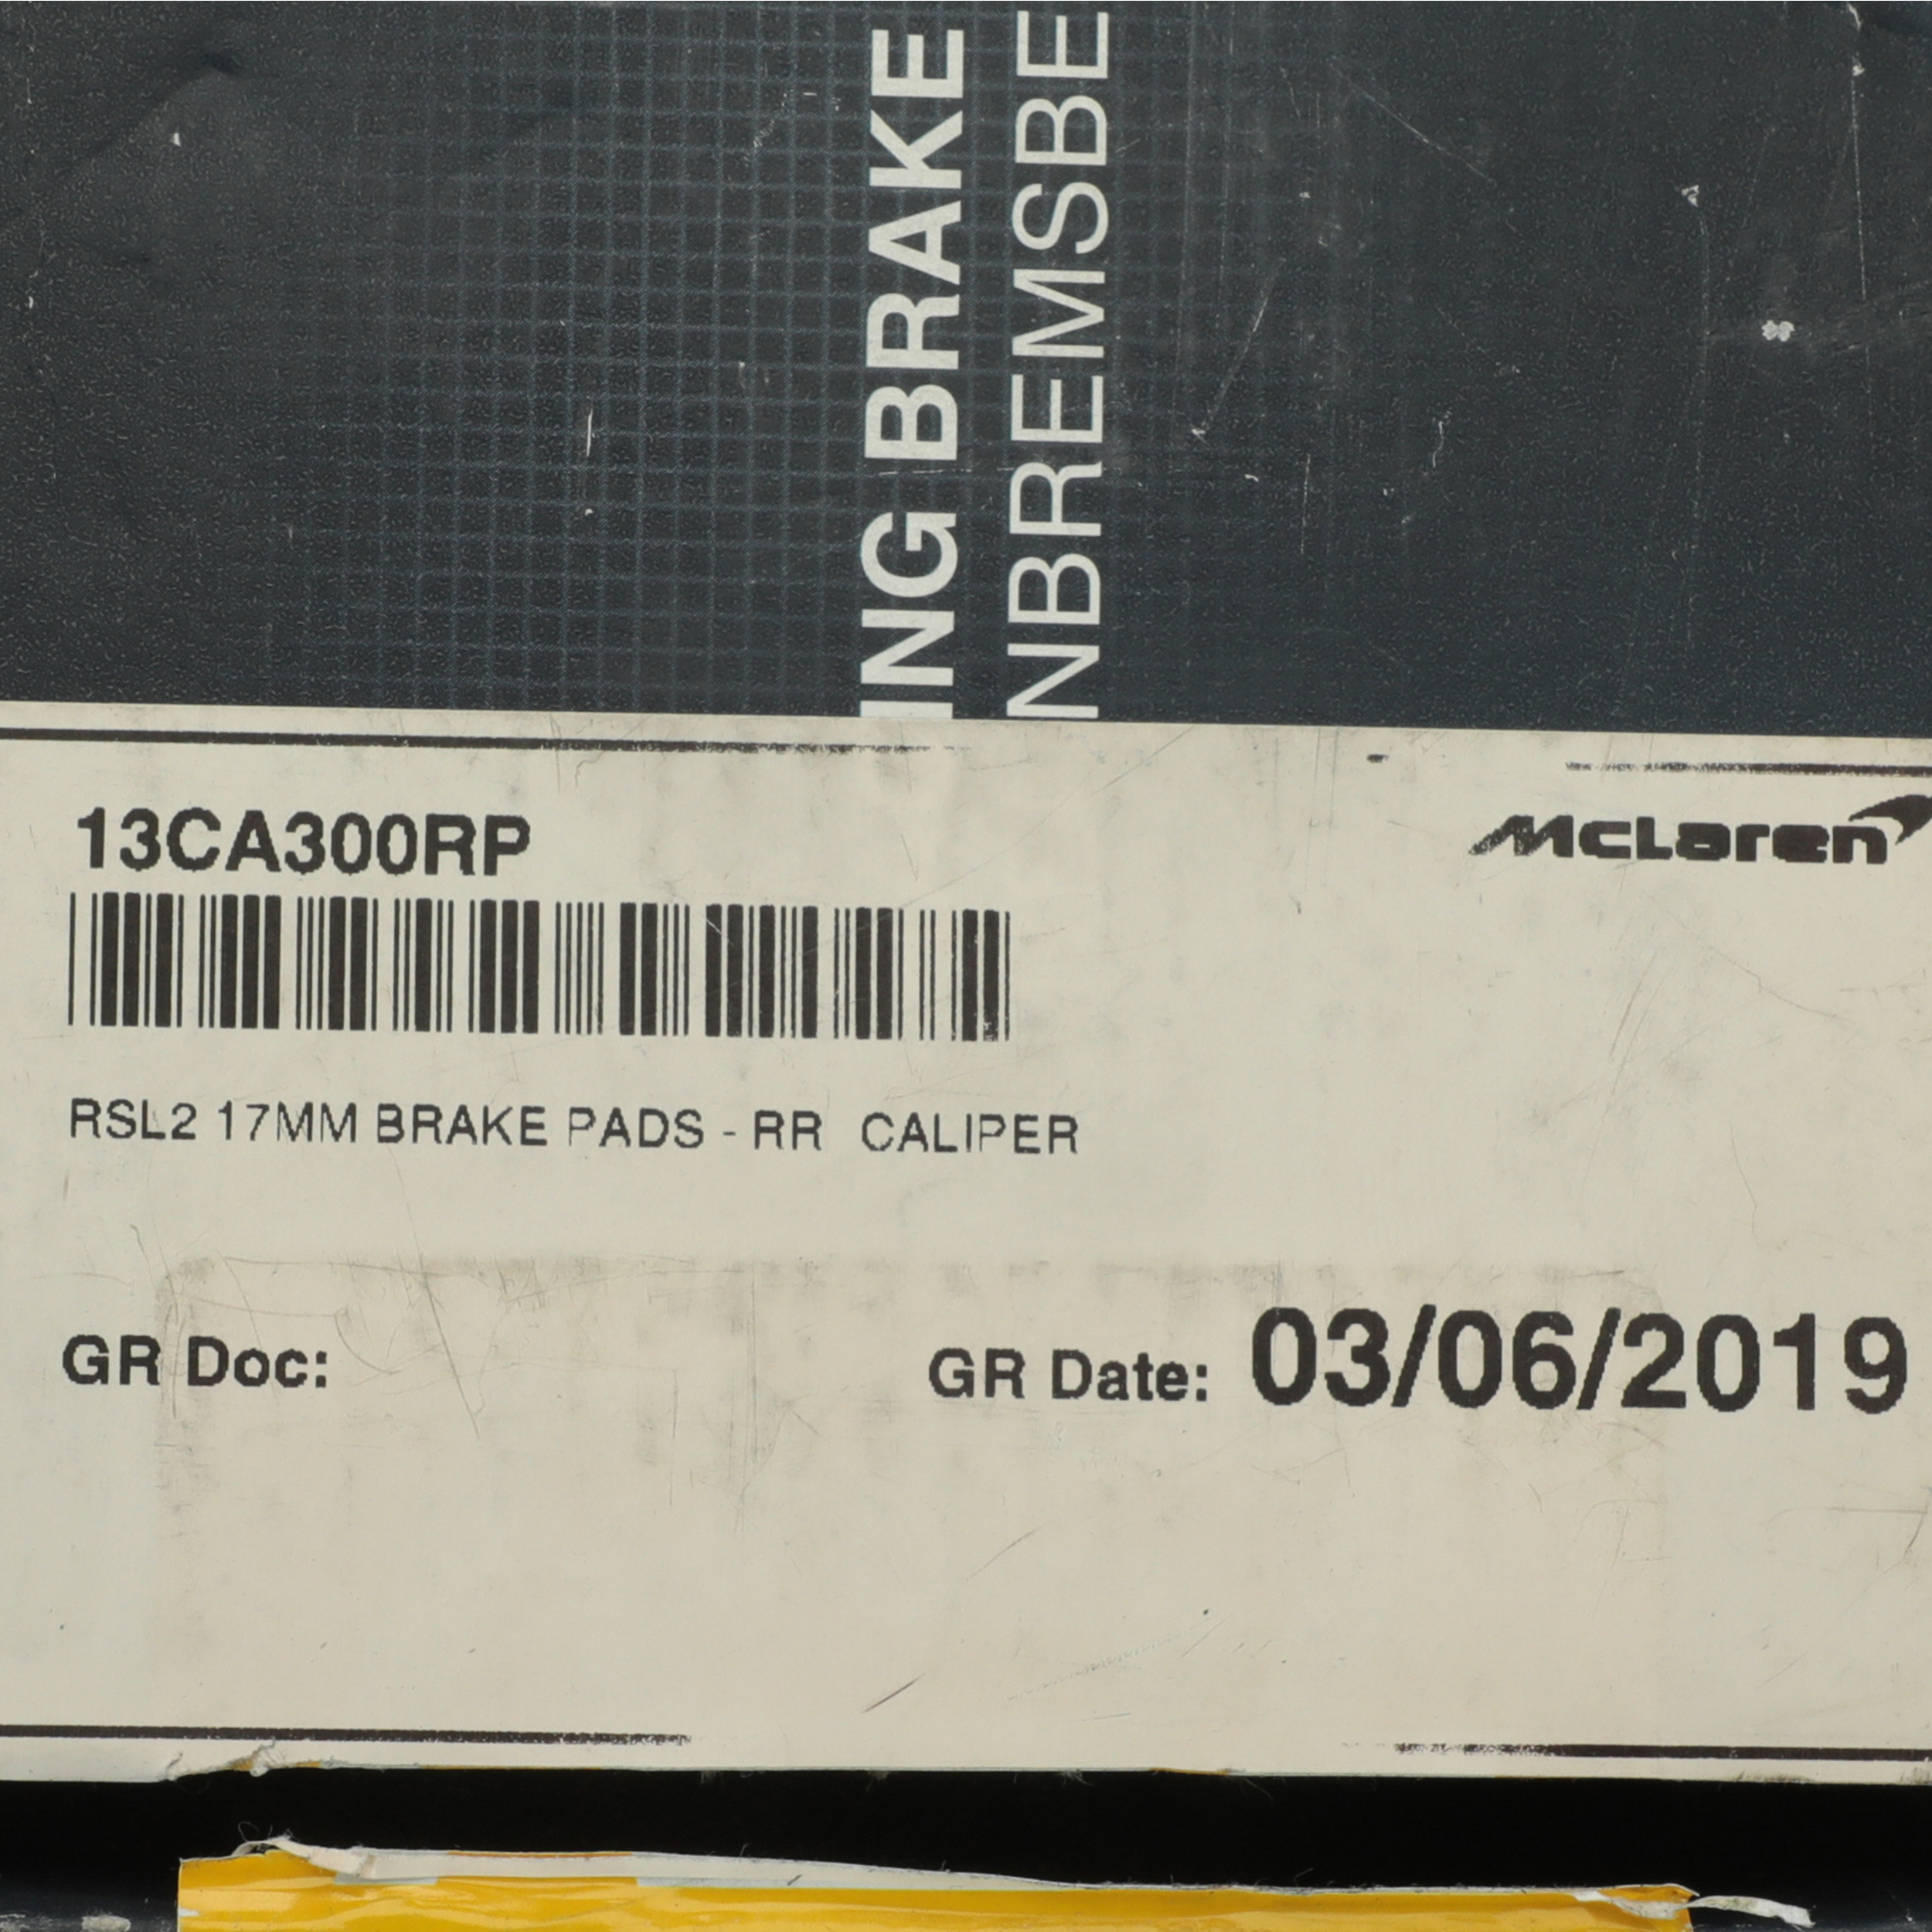 ING BRAKE
NBREMSBE
13CA300RP
McLaren
RSL2 17MM BRAKE PADS - RR CALIPER
GR Doc:
GR Date: 03/06/2019